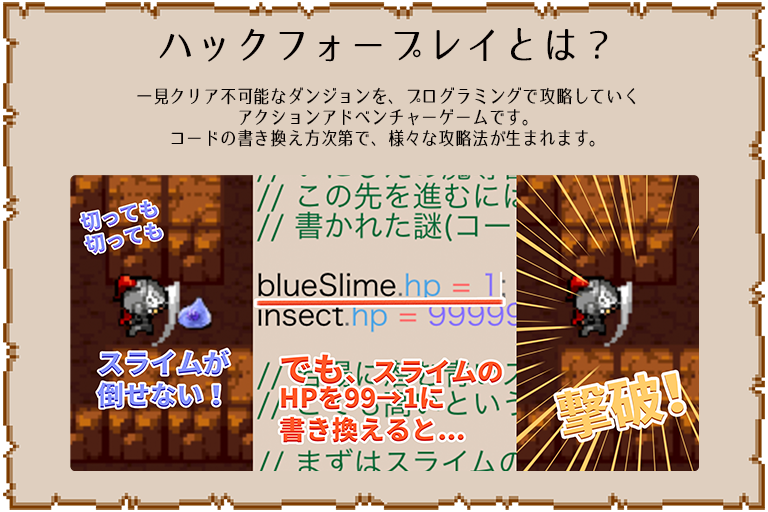 ハックフォープレイとは？
一見クリア不可能なダンジョンを、プログラミングで攻略していく
アクションアドベンチャーゲームです。
コードの書き換え方次第で、様々な攻略法が生まれます。
切っても
切っても
スライムが
倒せない！
// この先を進むには
// 書かれた謎(コー
blueSlime.hp = 1;
insect.hp = 99999
でも、スライムの
HPを99→1に
書き換えると...
// まずはスライムの
撃破！